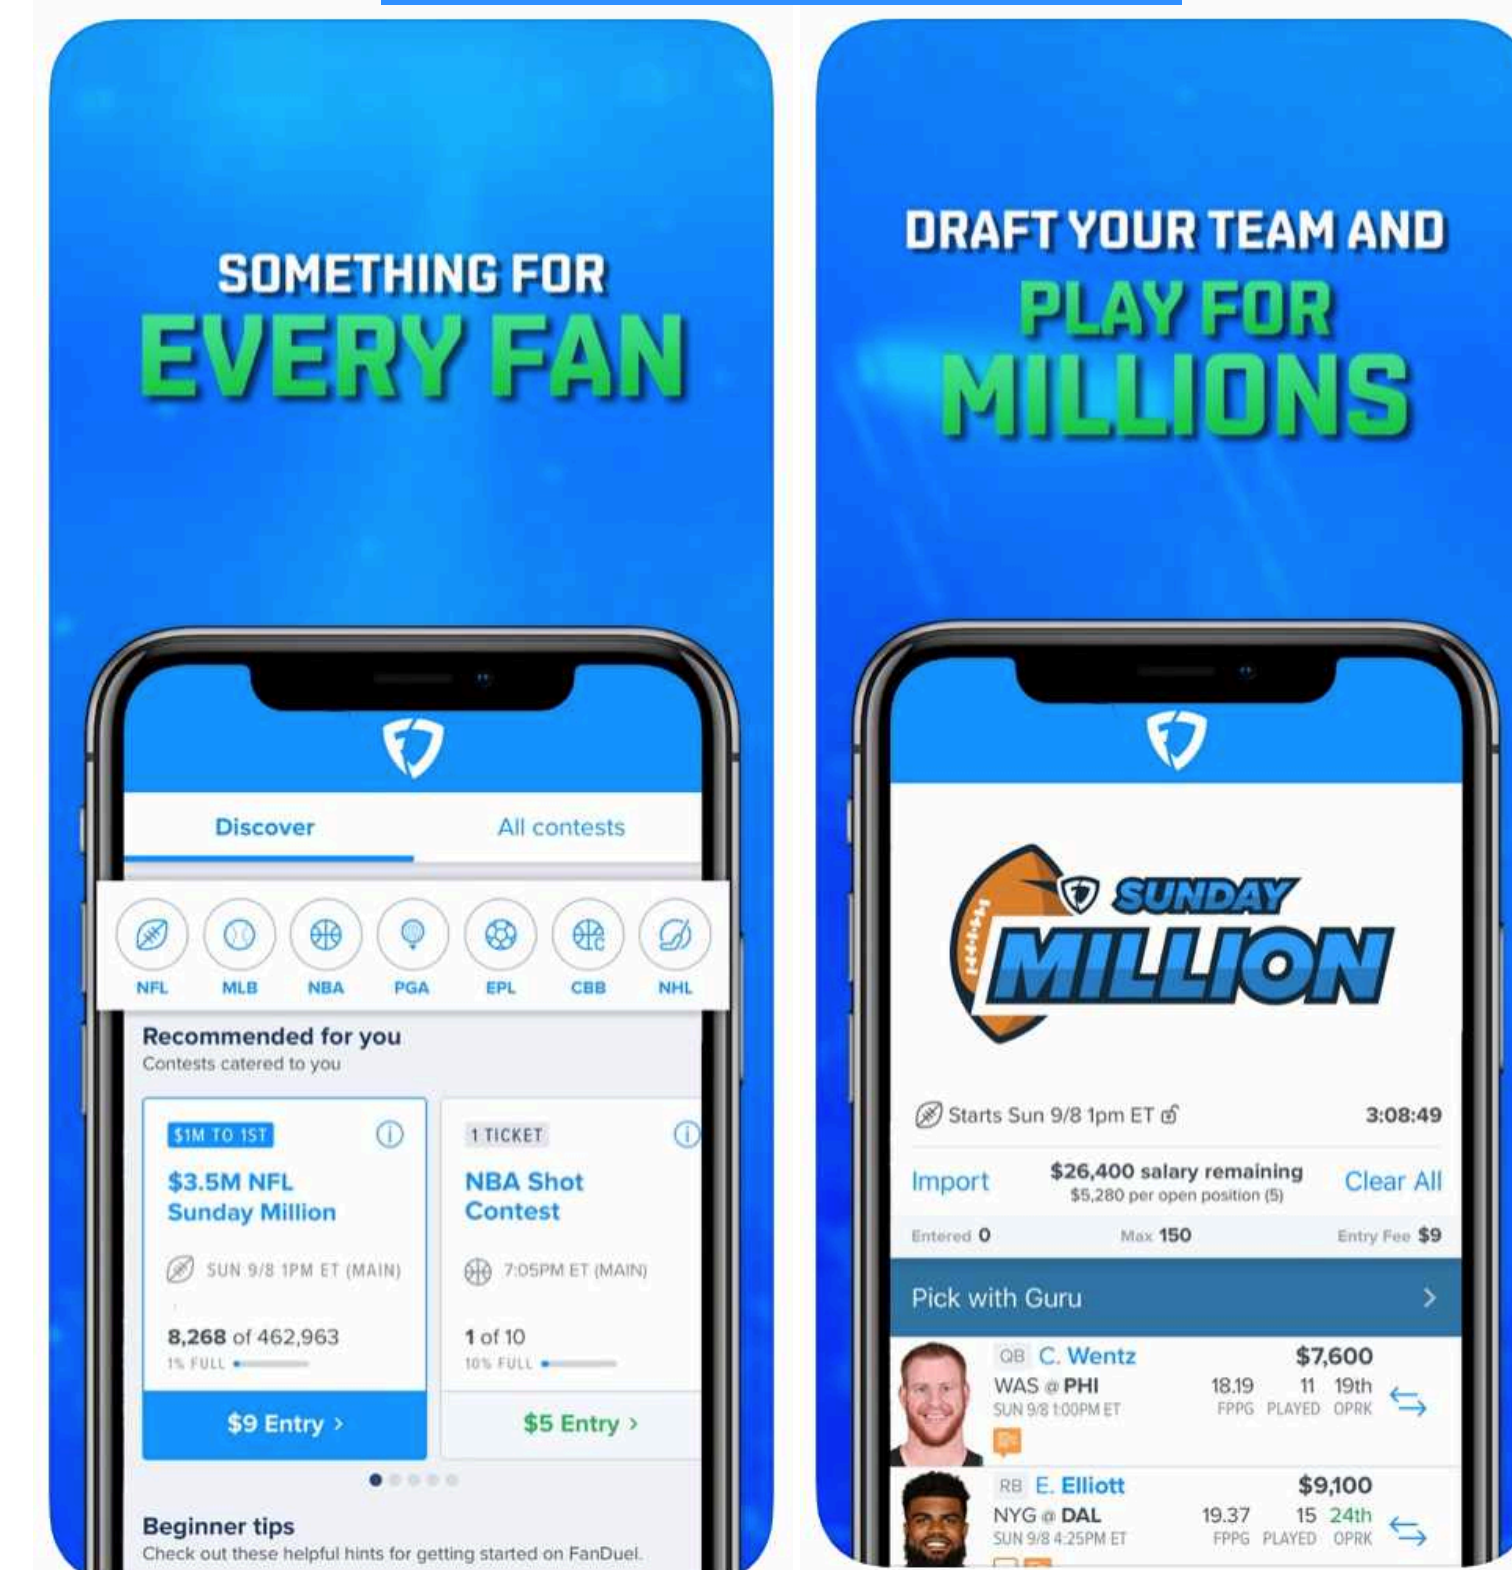 SOMETHING FOR
EVERY FAN
Discover
All contests
NFL
MLB
NBA
PGA
EPL
CBB
NHL
Recommended for you
Contests catered to you
$1M TO 1ST
$3.5M NFL
Sunday Million
SUN 9/8 1PM ET (MAIN)
8,268 of 462,963
1% FULL
$9 Entry >
1 TICKET
NBA Shot
Contest
7:05PM ET (MAIN)
1 of 10
10% FULL
$5 Entry >
Beginner tips
Check out these helpful hints for getting started on FanDuel.
DRAFT YOUR TEAM AND
PLAY FOR
MILLIONS
SUNDAY
MILLION
Starts Sun 9/8 1pm ET
3:08:49
Import
$26,400 salary remaining
$5,280 per open position (5)
Clear All
Entered 0
Max 150
Entry Fee $9
Pick with Guru
QB C. Wentz $7,600
WAS @ PHI 18.19 11 19th
SUN 9/8 1:00PM ET FPPG PLAYED OPRK
RB E. Elliott $9,100
NYG @ DAL 19.37 15 24th
SUN 9/8 4:25PM ET FPPG PLAYED OPRK